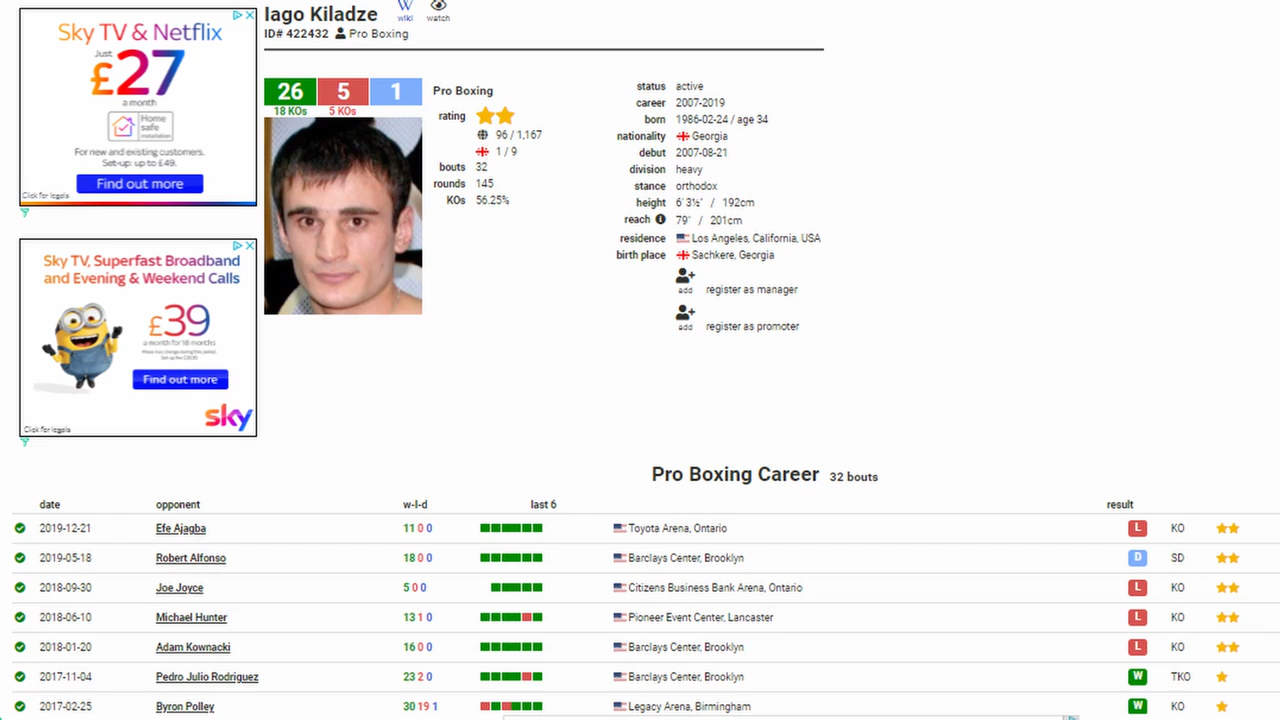 Sky TV & Netflix
Just
£27
a month
Home
safe
installation
For new and existing customers.
Set-up: up to £49.
Find out more
Click for legals
Sky TV, Superfast Broadband
and Evening & Weekend Calls
£39
a month for 18 months
Find out more
sky
Click for legals
Iago Kiladze
W
wiki
watch
ID# 422432 Pro Boxing
26 5 1
18 KOs 5 KOs
Pro Boxing
rating
96 / 1,167
1 / 9
bouts 32
rounds 145
KOs 56.25%
status active
career 2007-2019
born 1986-02-24 / age 34
nationality Georgia
debut 2007-08-21
division heavy
stance orthodox
height 6′ 3½″ / 192cm
reach 79″ / 201cm
residence Los Angeles, California, USA
birth place Sachkere, Georgia
add register as manager
add register as promoter
Pro Boxing Career 32 bouts
date opponent w-l-d last 6 result
2019-12-21 Efe Ajagba 11 0 0 Toyota Arena, Ontario L KO
2019-05-18 Robert Alfonso 18 0 0 Barclays Center, Brooklyn D SD
2018-09-30 Joe Joyce 5 0 0 Citizens Business Bank Arena, Ontario L KO
2018-06-10 Michael Hunter 13 1 0 Pioneer Event Center, Lancaster L KO
2018-01-20 Adam Kownacki 16 0 0 Barclays Center, Brooklyn L KO
2017-11-04 Pedro Julio Rodriguez 23 2 0 Barclays Center, Brooklyn W TKO
2017-02-25 Byron Polley 30 19 1 Legacy Arena, Birmingham W KO